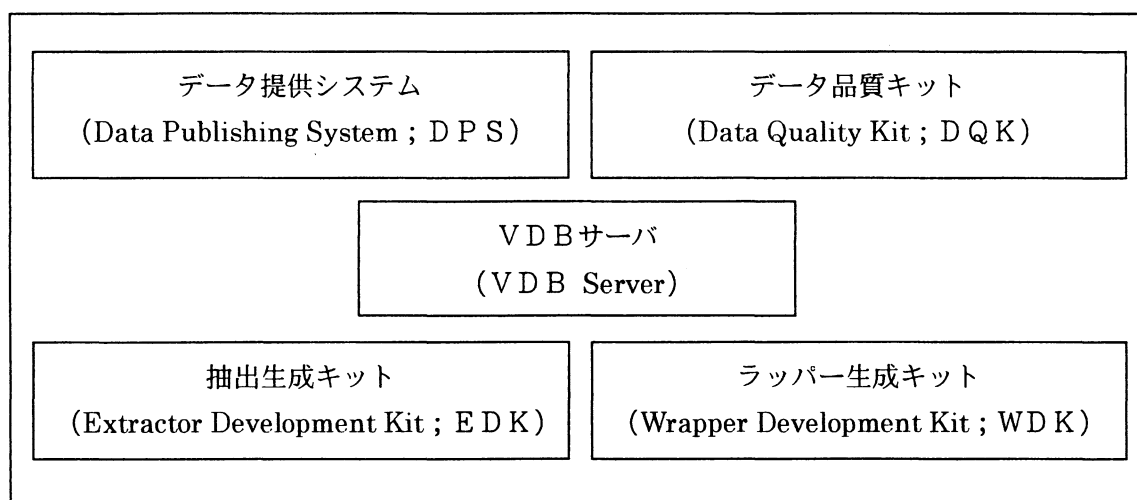 データ提供システム
(Data Publishing System ; ＤＰＳ)
データ品質キット
(Data Quality Kit ; ＤＱＫ)
ＶＤＢサーバ
(ＶＤＢ Server)
抽出生成キット
(Extractor Development Kit ; ＥＤＫ)
ラッパー生成キット
(Wrapper Development Kit ; ＷＤＫ)